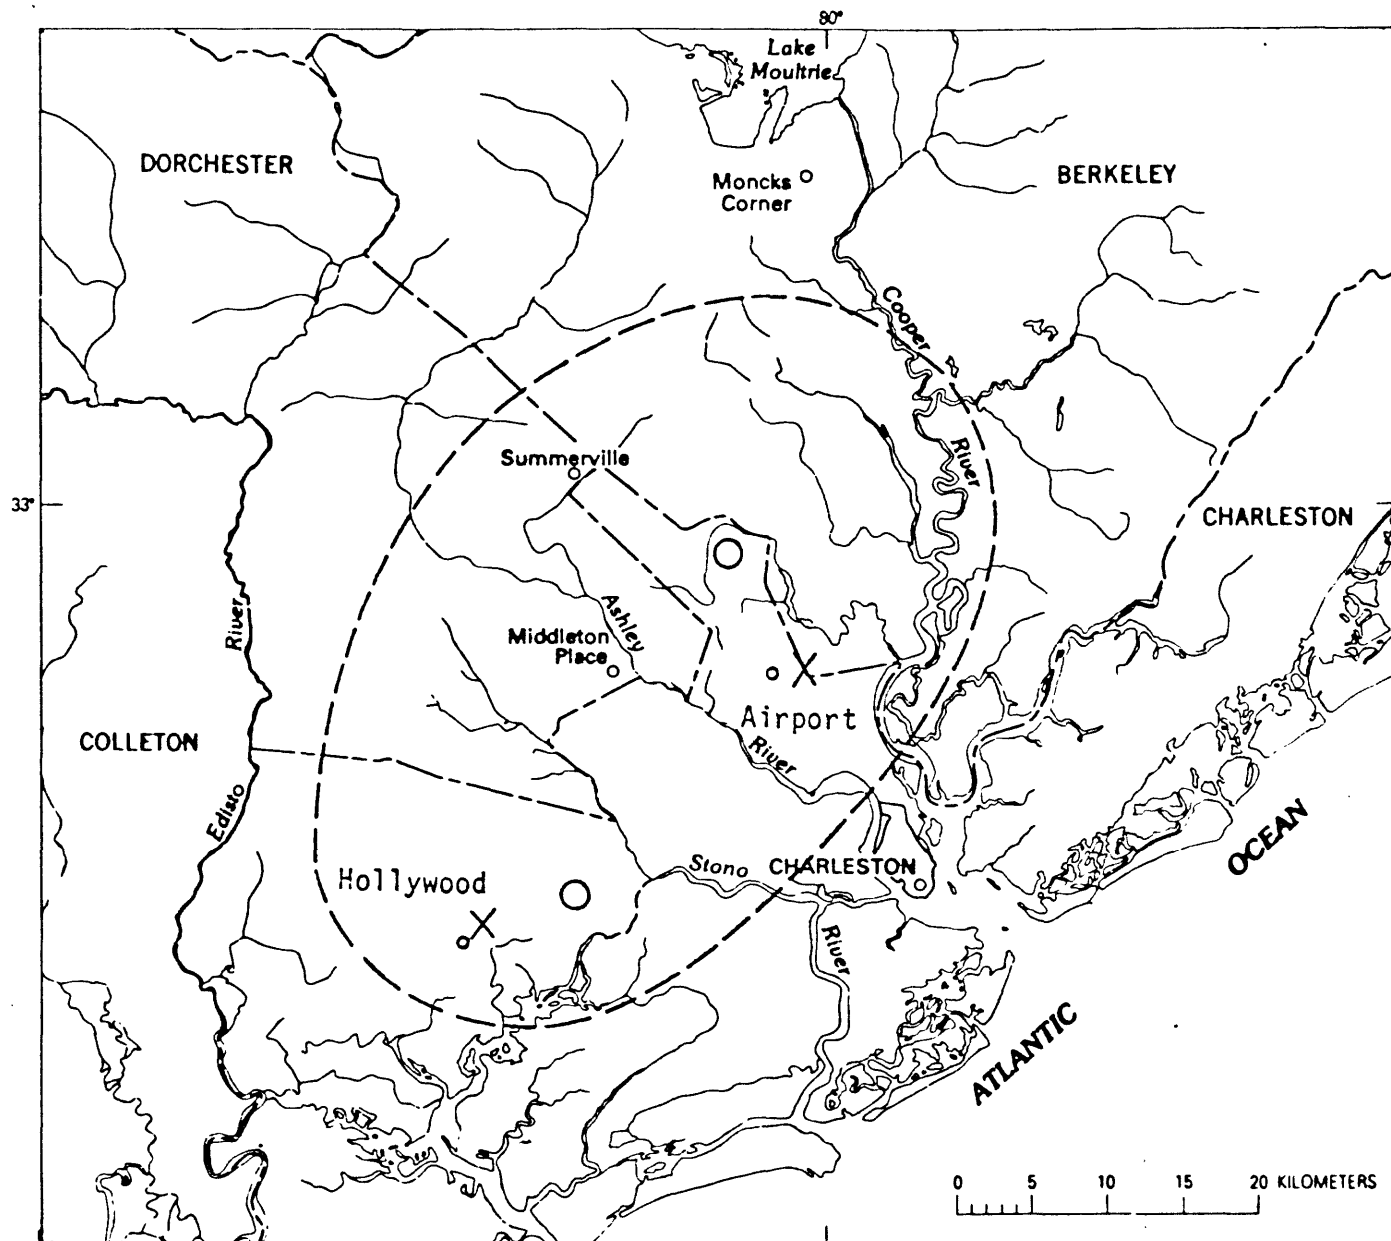 80°
Lake
Moultrie
DORCHESTER
BERKELEY
Moncks
Corner
Cooper
River
Summerville
33°
CHARLESTON
Ashley
River
River
Middleton
Place
Airport
COLLETON
Edisto
OCEAN
Stono
CHARLESTON
Hollywood
River
ATLANTIC
0 5 10 15 20 KILOMETERS